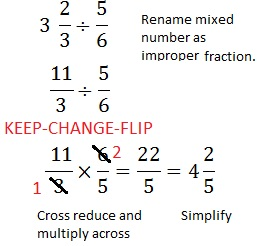 3 2/3 ÷ 5/6
Rename mixed
number as
improper fraction.
11/3 ÷ 5/6
KEEP-CHANGE-FLIP
11/3 1 × 6/5 2 = 22/5 = 4 2/5
Cross reduce and
multiply across
Simplify